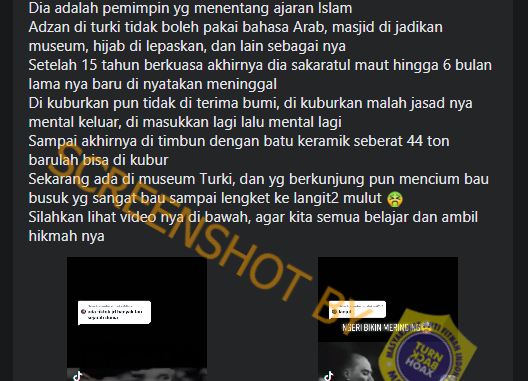 Dia adalah pemimpin yg menentang ajaran Islam
Adzan di turki tidak boleh pakai bahasa Arab, masjid di jadikan
museum, hijab di lepaskan, dan lain sebagai nya
Setelah 15 tahun berkuasa akhirnya dia sakaratul maut hingga 6 bulan
lama nya baru di nyatakan meninggal
Di kuburkan pun tidak di terima bumi, di kuburkan malah jasad nya
mental keluar, di masukkan lagi lalu mental lagi
Sampai akhirnya di timbun dengan batu keramik seberat 44 ton
barulah bisa di kubur
Sekarang ada di museum Turki, dan yg berkunjung pun mencium bau
busuk yg sangat bau sampai lengket ke langit2 mulut 🤮
Silahkan lihat video nya di bawah, agar kita semua belajar dan ambil
hikmah nya
SCREENSHOT BY
NGERI BIKIN MERINDING
TURN
BACK
HOAX